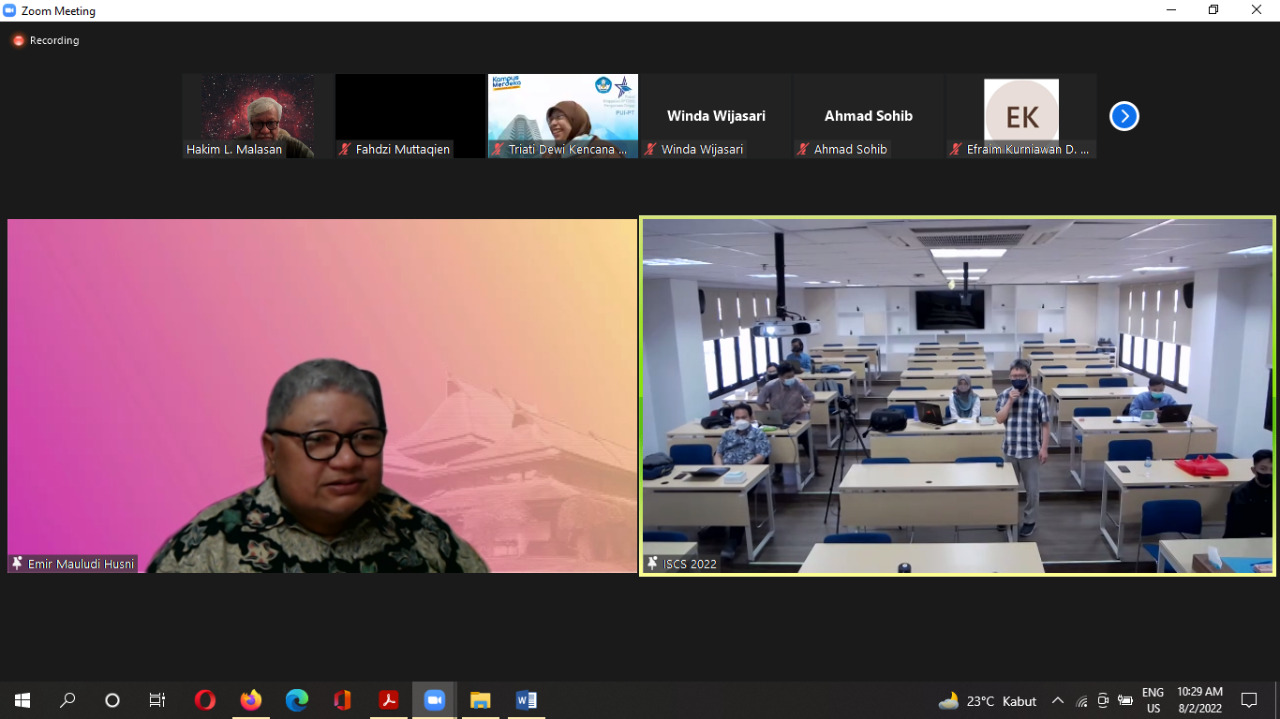 Zoom Meeting
Recording
Kampus
Merdeka
PUI-PT
Winda Wijasari
Ahmad Sohib
EK
Hakim L. Malasan
Fahdzi Muttaqien
Triati Dewi Kencana ...
Winda Wijasari
Ahmad Sohib
Efraim Kurniawan D. ...
Emir Mauludi Husni
ISCS 2022
23°C Kabut
ENG
US
10:29 AM
8/2/2022